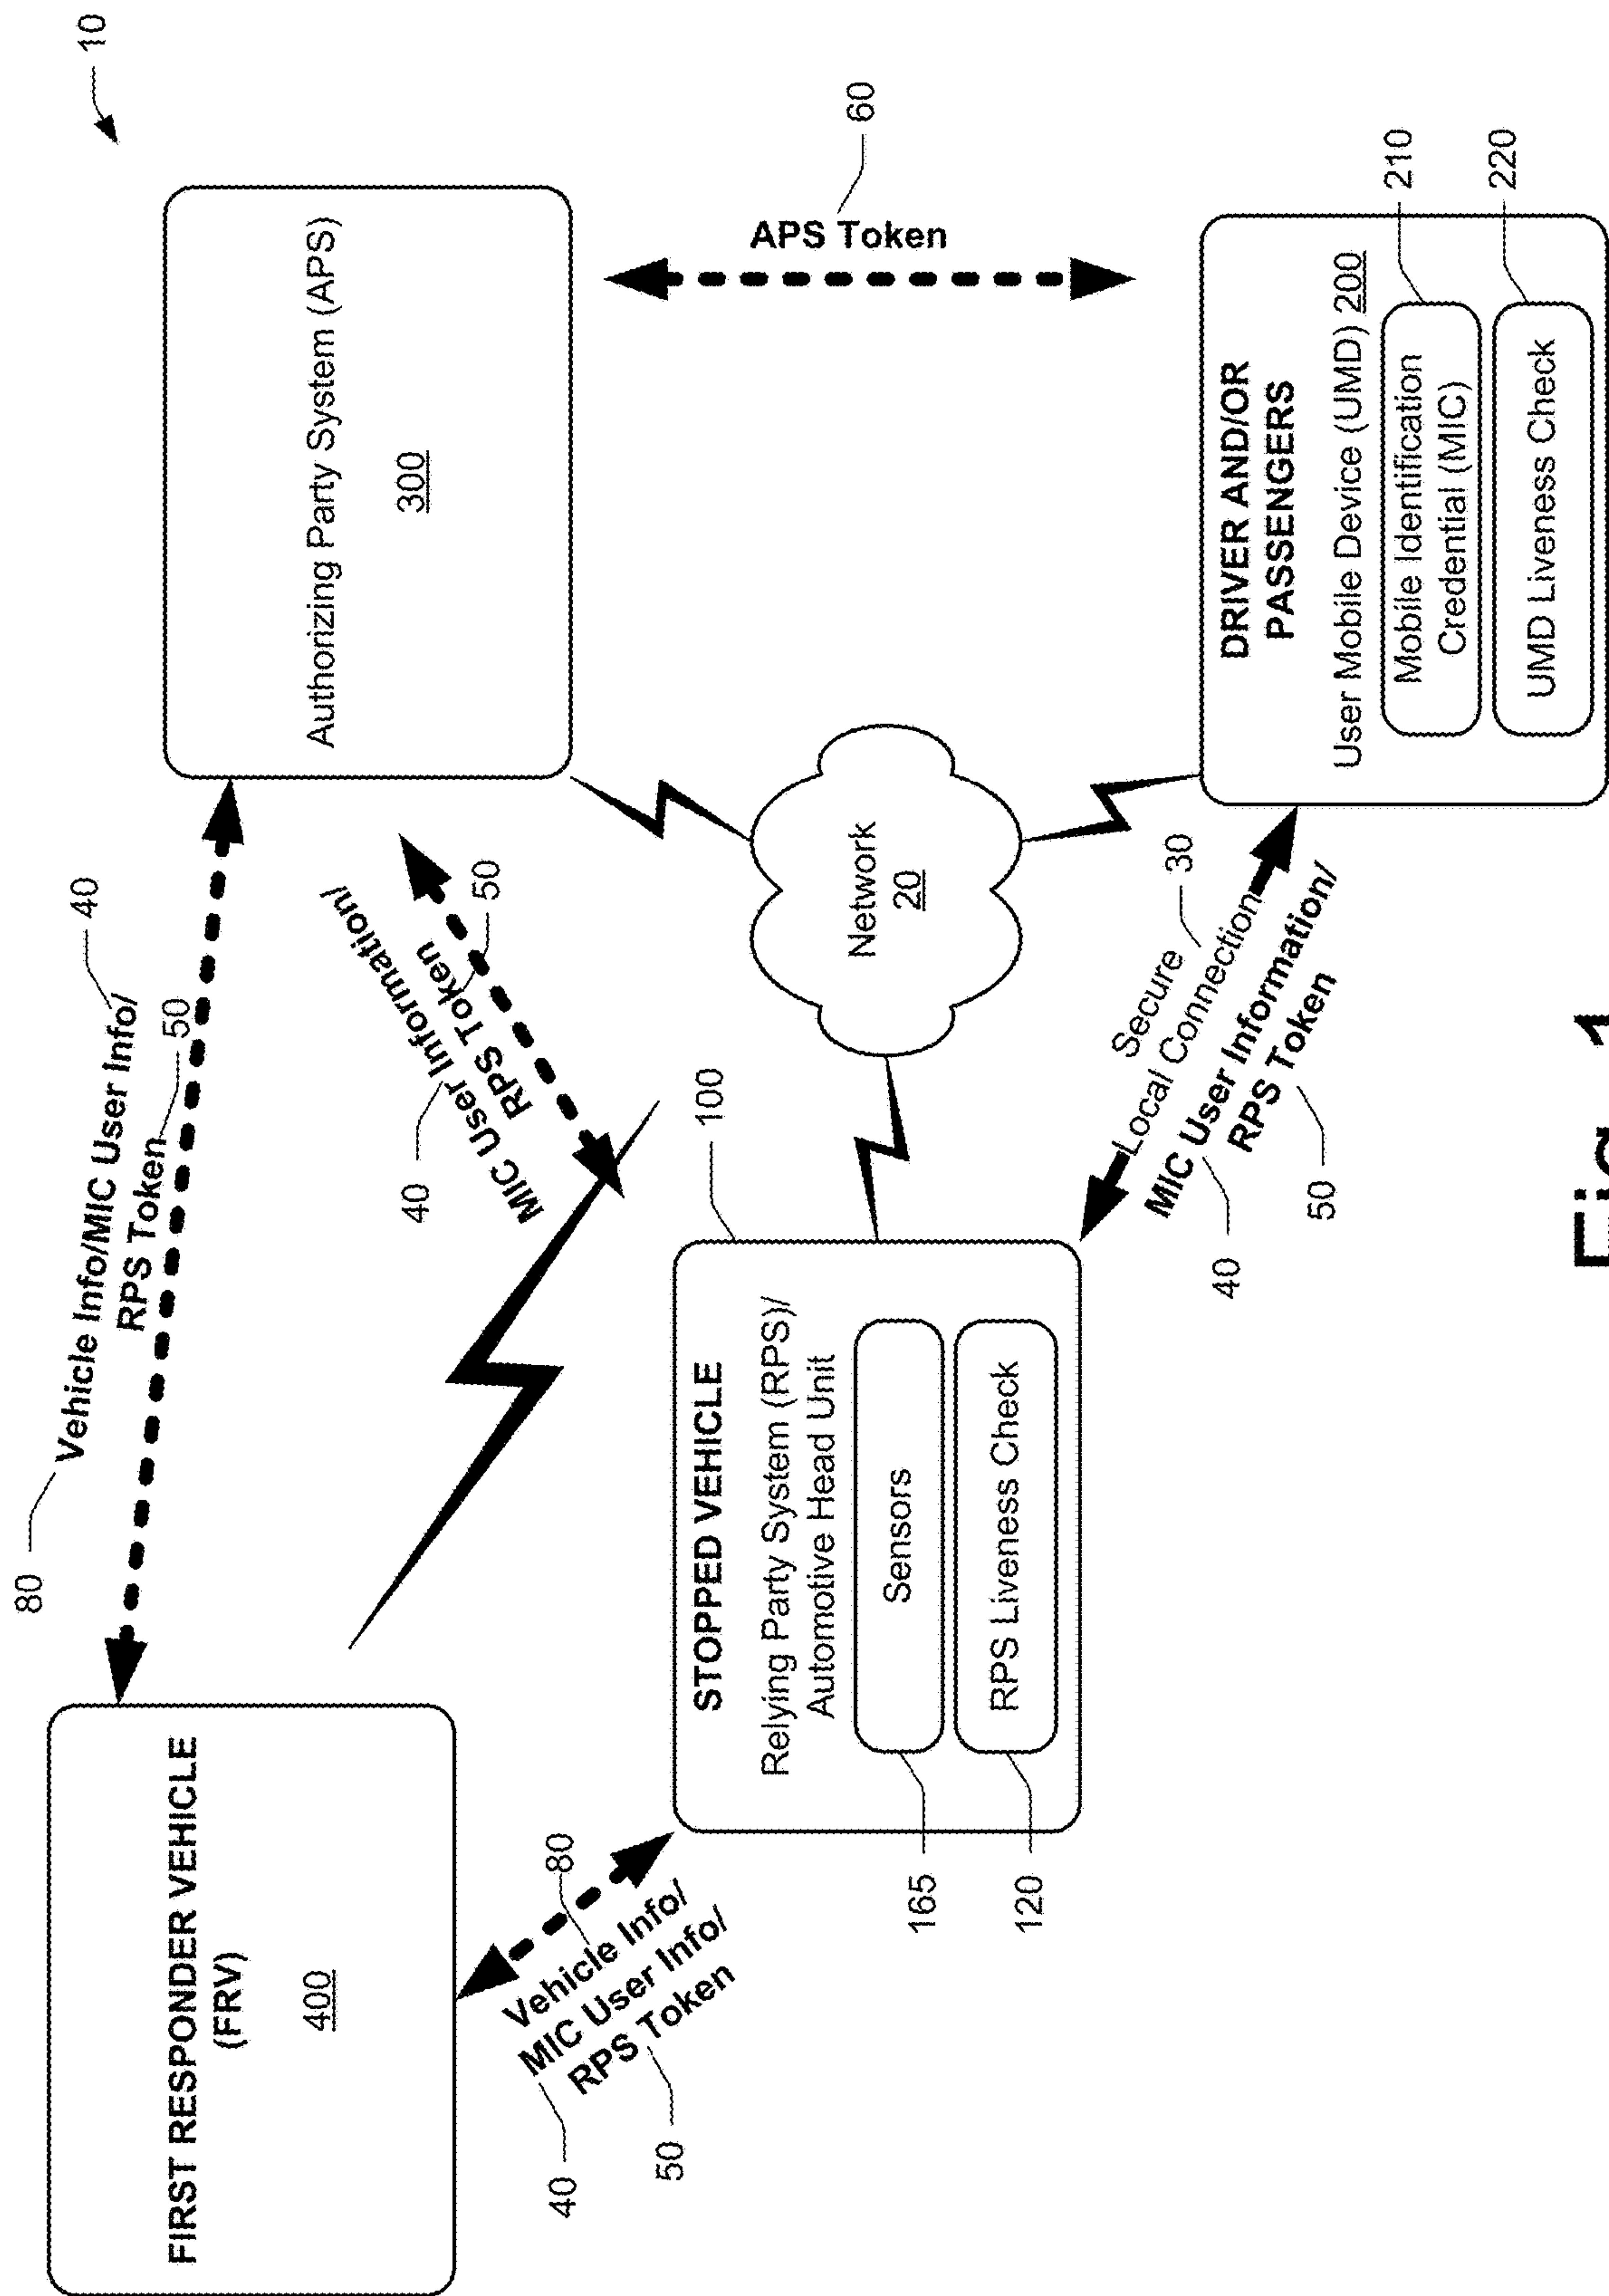 10
FIRST RESPONDER VEHICLE
(FRV)
400
80
Vehicle Info/MIC User Info/
40
RPS Token
50
Authorizing Party System (APS)
300
MIC User Information/
40
RPS Token
50
60
APS Token
Vehicle Info/
80
MIC User Info/
40
RPS Token
50
100
STOPPED VEHICLE
Relying Party System (RPS)/
Automotive Head Unit
Sensors
165
RPS Liveness Check
120
Network
20
Secure
30
Local Connection
MIC User Information/
40
RPS Token
50
DRIVER AND/OR
PASSENGERS
User Mobile Device (UMD) 200
Mobile Identification
Credential (MIC)
210
UMD Liveness Check
220
Fig. 1